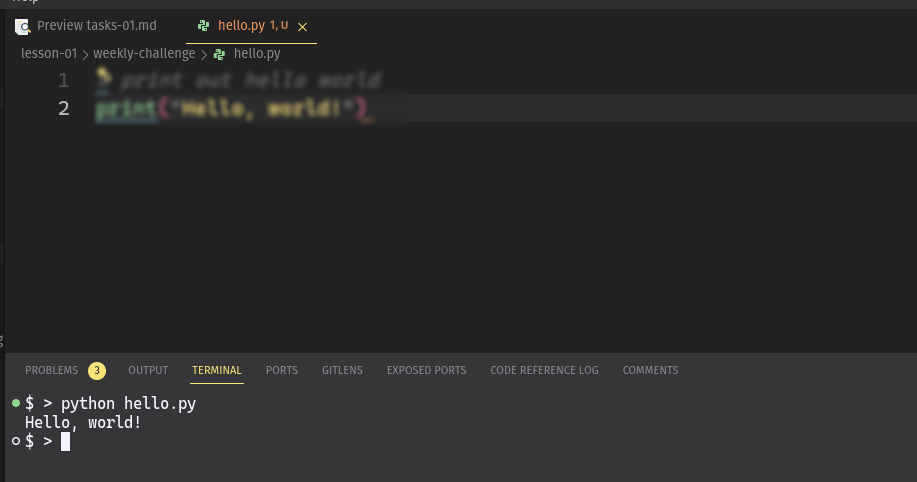 Preview tasks-01.md
hello.py 1, U
lesson-01 > weekly-challenge > hello.py
1 print out hello world
2 print("Hello, world!")
PROBLEMS 3 OUTPUT TERMINAL PORTS GITLENS EXPOSED PORTS CODE REFERENCE LOG COMMENTS
$ > python hello.py
Hello, world!
$ >